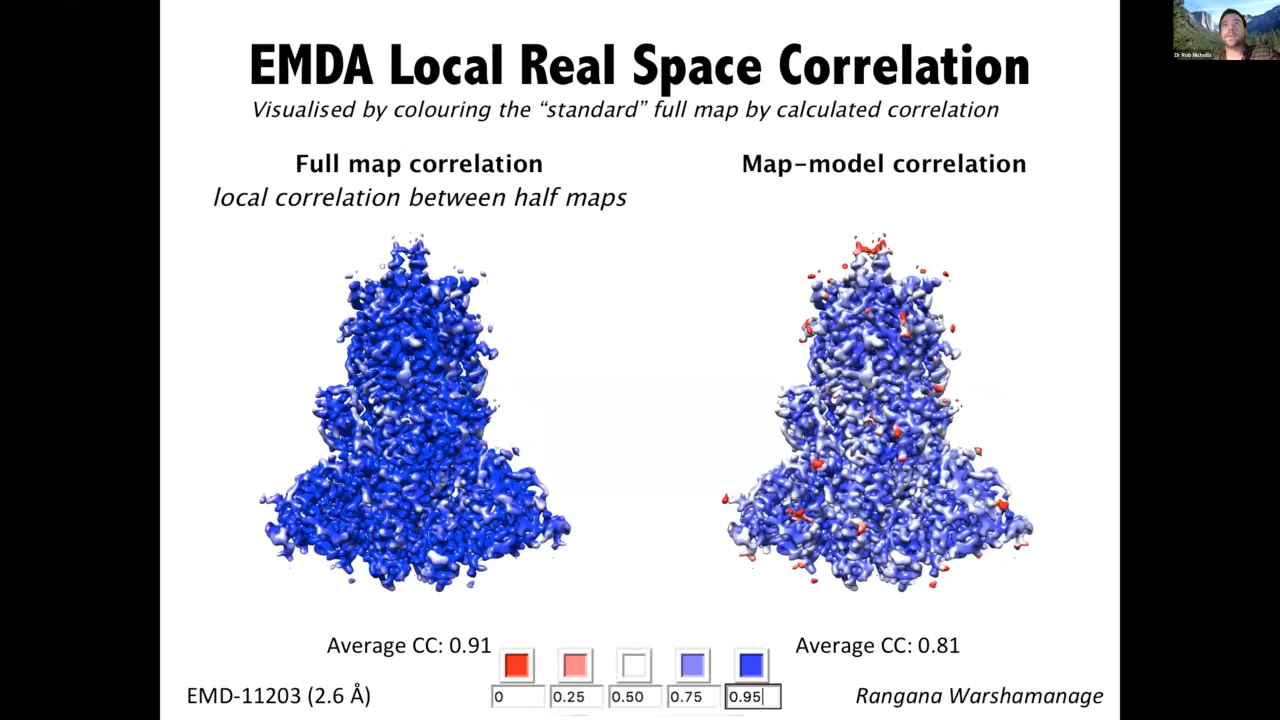 EMDA Local Real Space Correlation
Visualised by colouring the “standard” full map by calculated correlation
Full map correlation
local correlation between half maps
Map-model correlation
Average CC: 0.91
Average CC: 0.81
0
0.25
0.50
0.75
0.95
EMD-11203 (2.6 Å)
Rangana Warshamanage
Dr Rob Nicholls